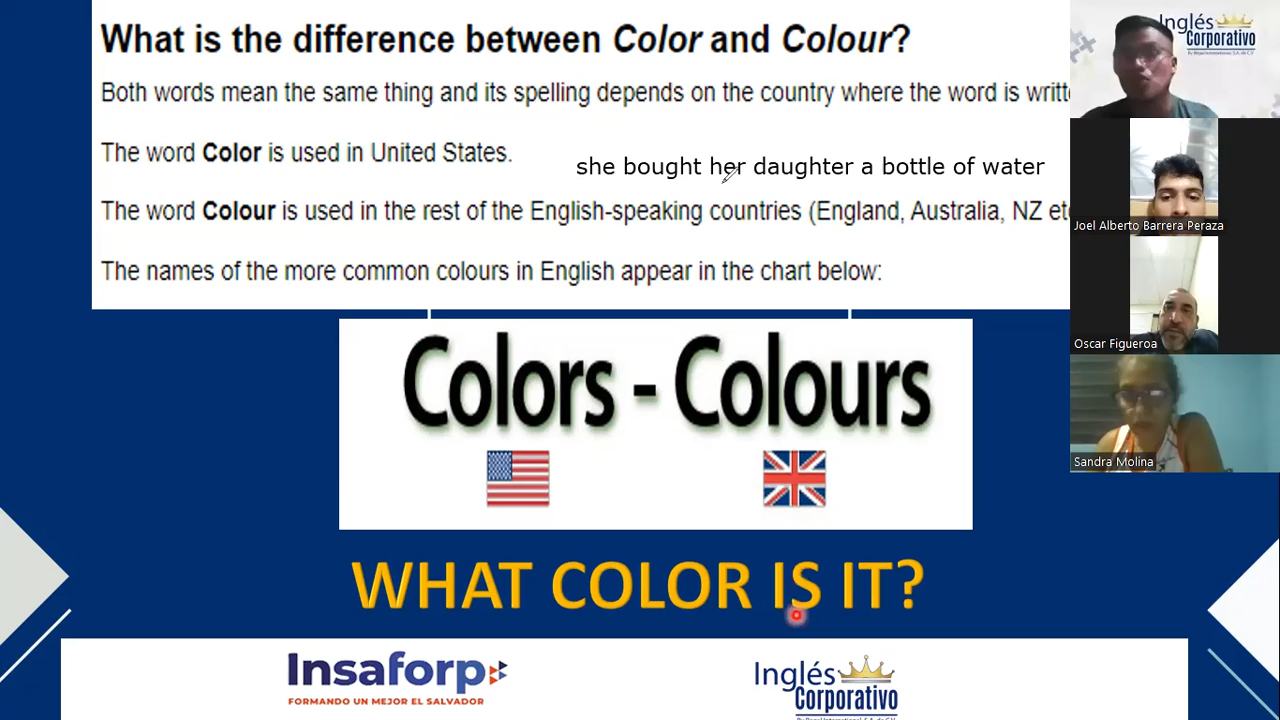 What is the difference between Color and Colour?
Both words mean the same thing and its spelling depends on the country where the word is
The word Color is used in United States.
she bought her daughter a bottle of water
The word Colour is used in the rest of the English-speaking countries (England, Australia, NZ
The names of the more common colours in English appear in the chart below:
Colors - Colours
WHAT COLOR IS IT?
Insaforp
FORMANDO UN MEJOR EL SALVADOR
Inglés
Corporativo
Inglés
Corporativo
Joel Alberto Barrera Peraza
Oscar Figueroa
Sandra Molina